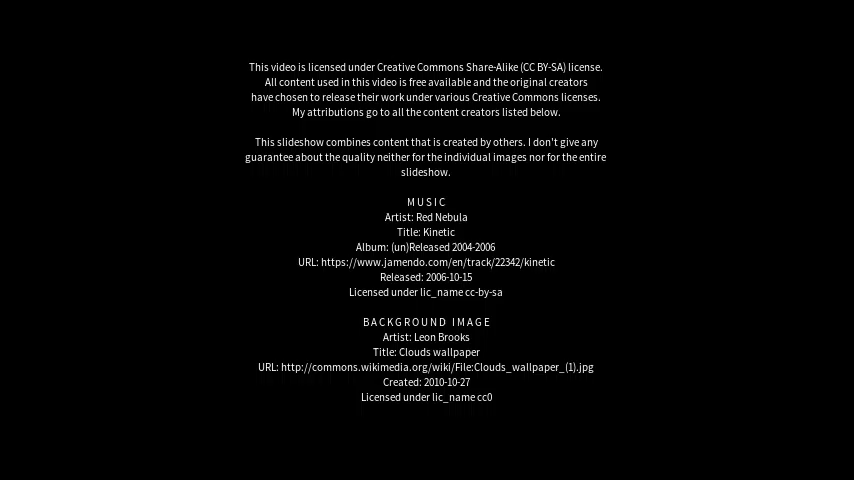 This video is licensed under Creative Commons Share-Alike (CC BY-SA) license.
All content used in this video is free available and the original creators
have chosen to release their work under various Creative Commons licenses.
My attributions go to all the content creators listed below.
This slideshow combines content that is created by others. I don't give any
guarantee about the quality neither for the individual images nor for the entire
slideshow.
MUSIC
Artist: Red Nebula
Title: Kinetic
Album: (un)Released 2004-2006
URL: https://www.jamendo.com/en/track/22342/kinetic
Released: 2006-10-15
Licensed under lic_name cc-by-sa
BACKGROUND IMAGE
Artist: Leon Brooks
Title: Clouds wallpaper
URL: http://commons.wikimedia.org/wiki/File:Clouds_wallpaper_(1).jpg
Created: 2010-10-27
Licensed under lic_name cc0